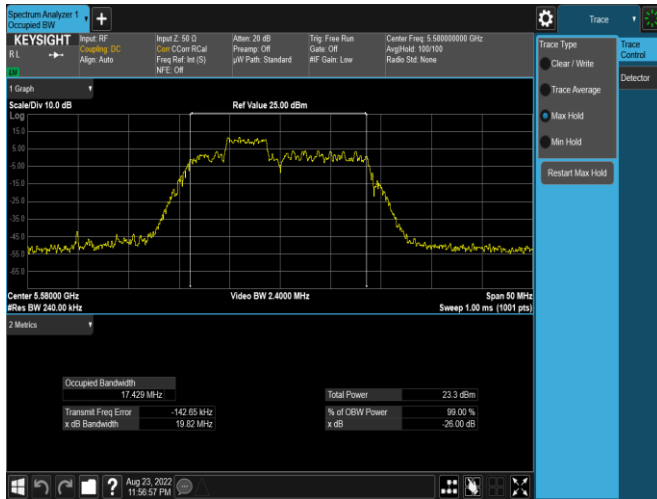 Spectrum Analyzer 1
Occupied BW
Trace
KEYSIGHT
RL
LM
Input: RF
Coupling: DC
Align: Auto
Input Z: 50 Ω
Corr CCorr RCal
Freq Ref: Int (S)
NFE: Off
Atten: 20 dB
Preamp: Off
µW Path: Standard
Trig: Free Run
Gate: Off
#IF Gain: Low
Center Freq: 5.580000000 GHz
Avg|Hold: 100/100
Radio Std: None
Trace Type
Clear / Write
Trace Average
Max Hold
Min Hold
Restart Max Hold
Trace
Control
Detector
1 Graph
Scale/Div 10.0 dB
Ref Value 25.00 dBm
Log
15.0
5.00
-5.00
-15.0
-25.0
-35.0
-45.0
-55.0
-65.0
Center 5.58000 GHz
#Res BW 240.00 kHz
Video BW 2.4000 MHz
Span 50 MHz
Sweep 1.00 ms (1001 pts)
2 Metrics
Occupied Bandwidth
17.429 MHz
Transmit Freq Error -142.65 kHz
x dB Bandwidth 19.82 MHz
Total Power 23.3 dBm
% of OBW Power 99.00 %
x dB -26.00 dB
Aug 23, 2022
11:56:57 PM